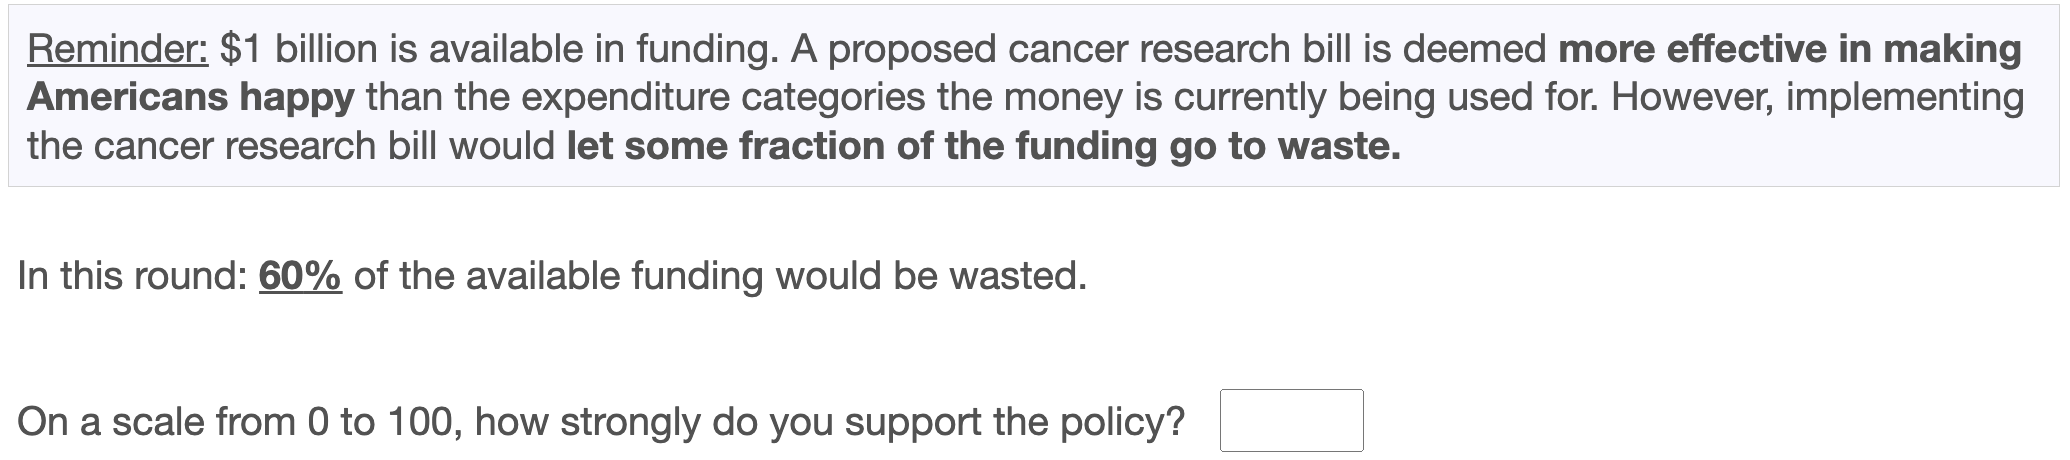 Reminder: $1 billion is available in funding. A proposed cancer research bill is deemed more effective in making
Americans happy than the expenditure categories the money is currently being used for. However, implementing
the cancer research bill would let some fraction of the funding go to waste.
In this round: 60% of the available funding would be wasted.
On a scale from 0 to 100, how strongly do you support the policy?